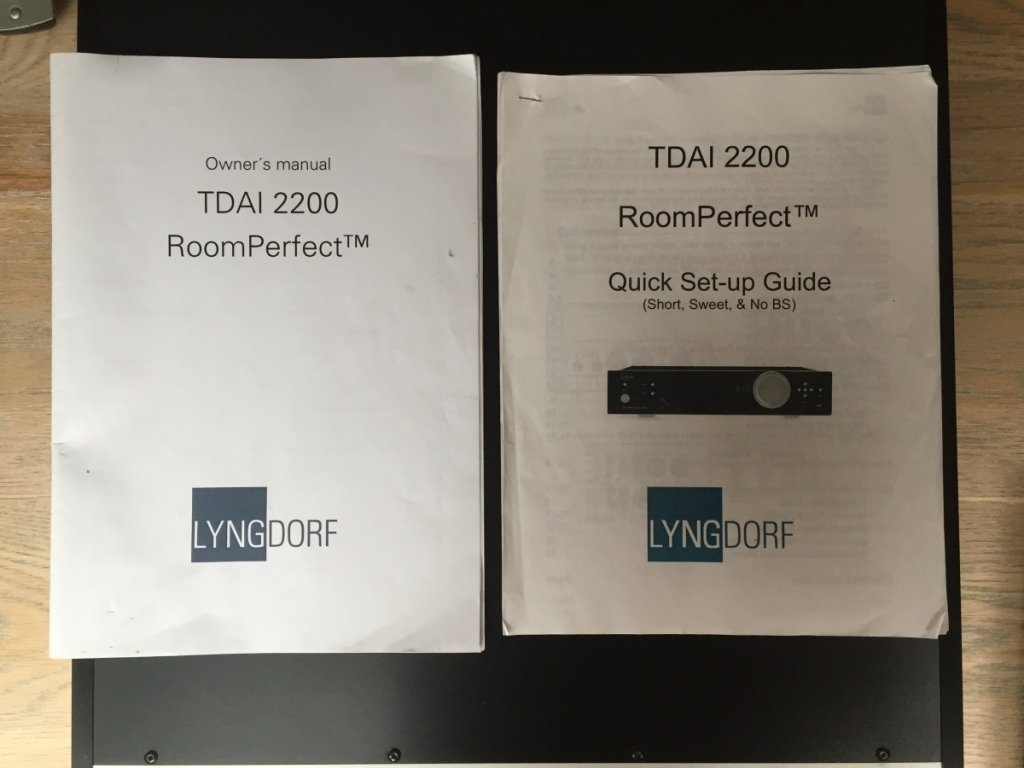 Owner´s manual
TDAI 2200
RoomPerfect™
LYNGDORF
TDAI 2200
RoomPerfect™
Quick Set-up Guide
(Short, Sweet, & No BS)
LYNGDORF